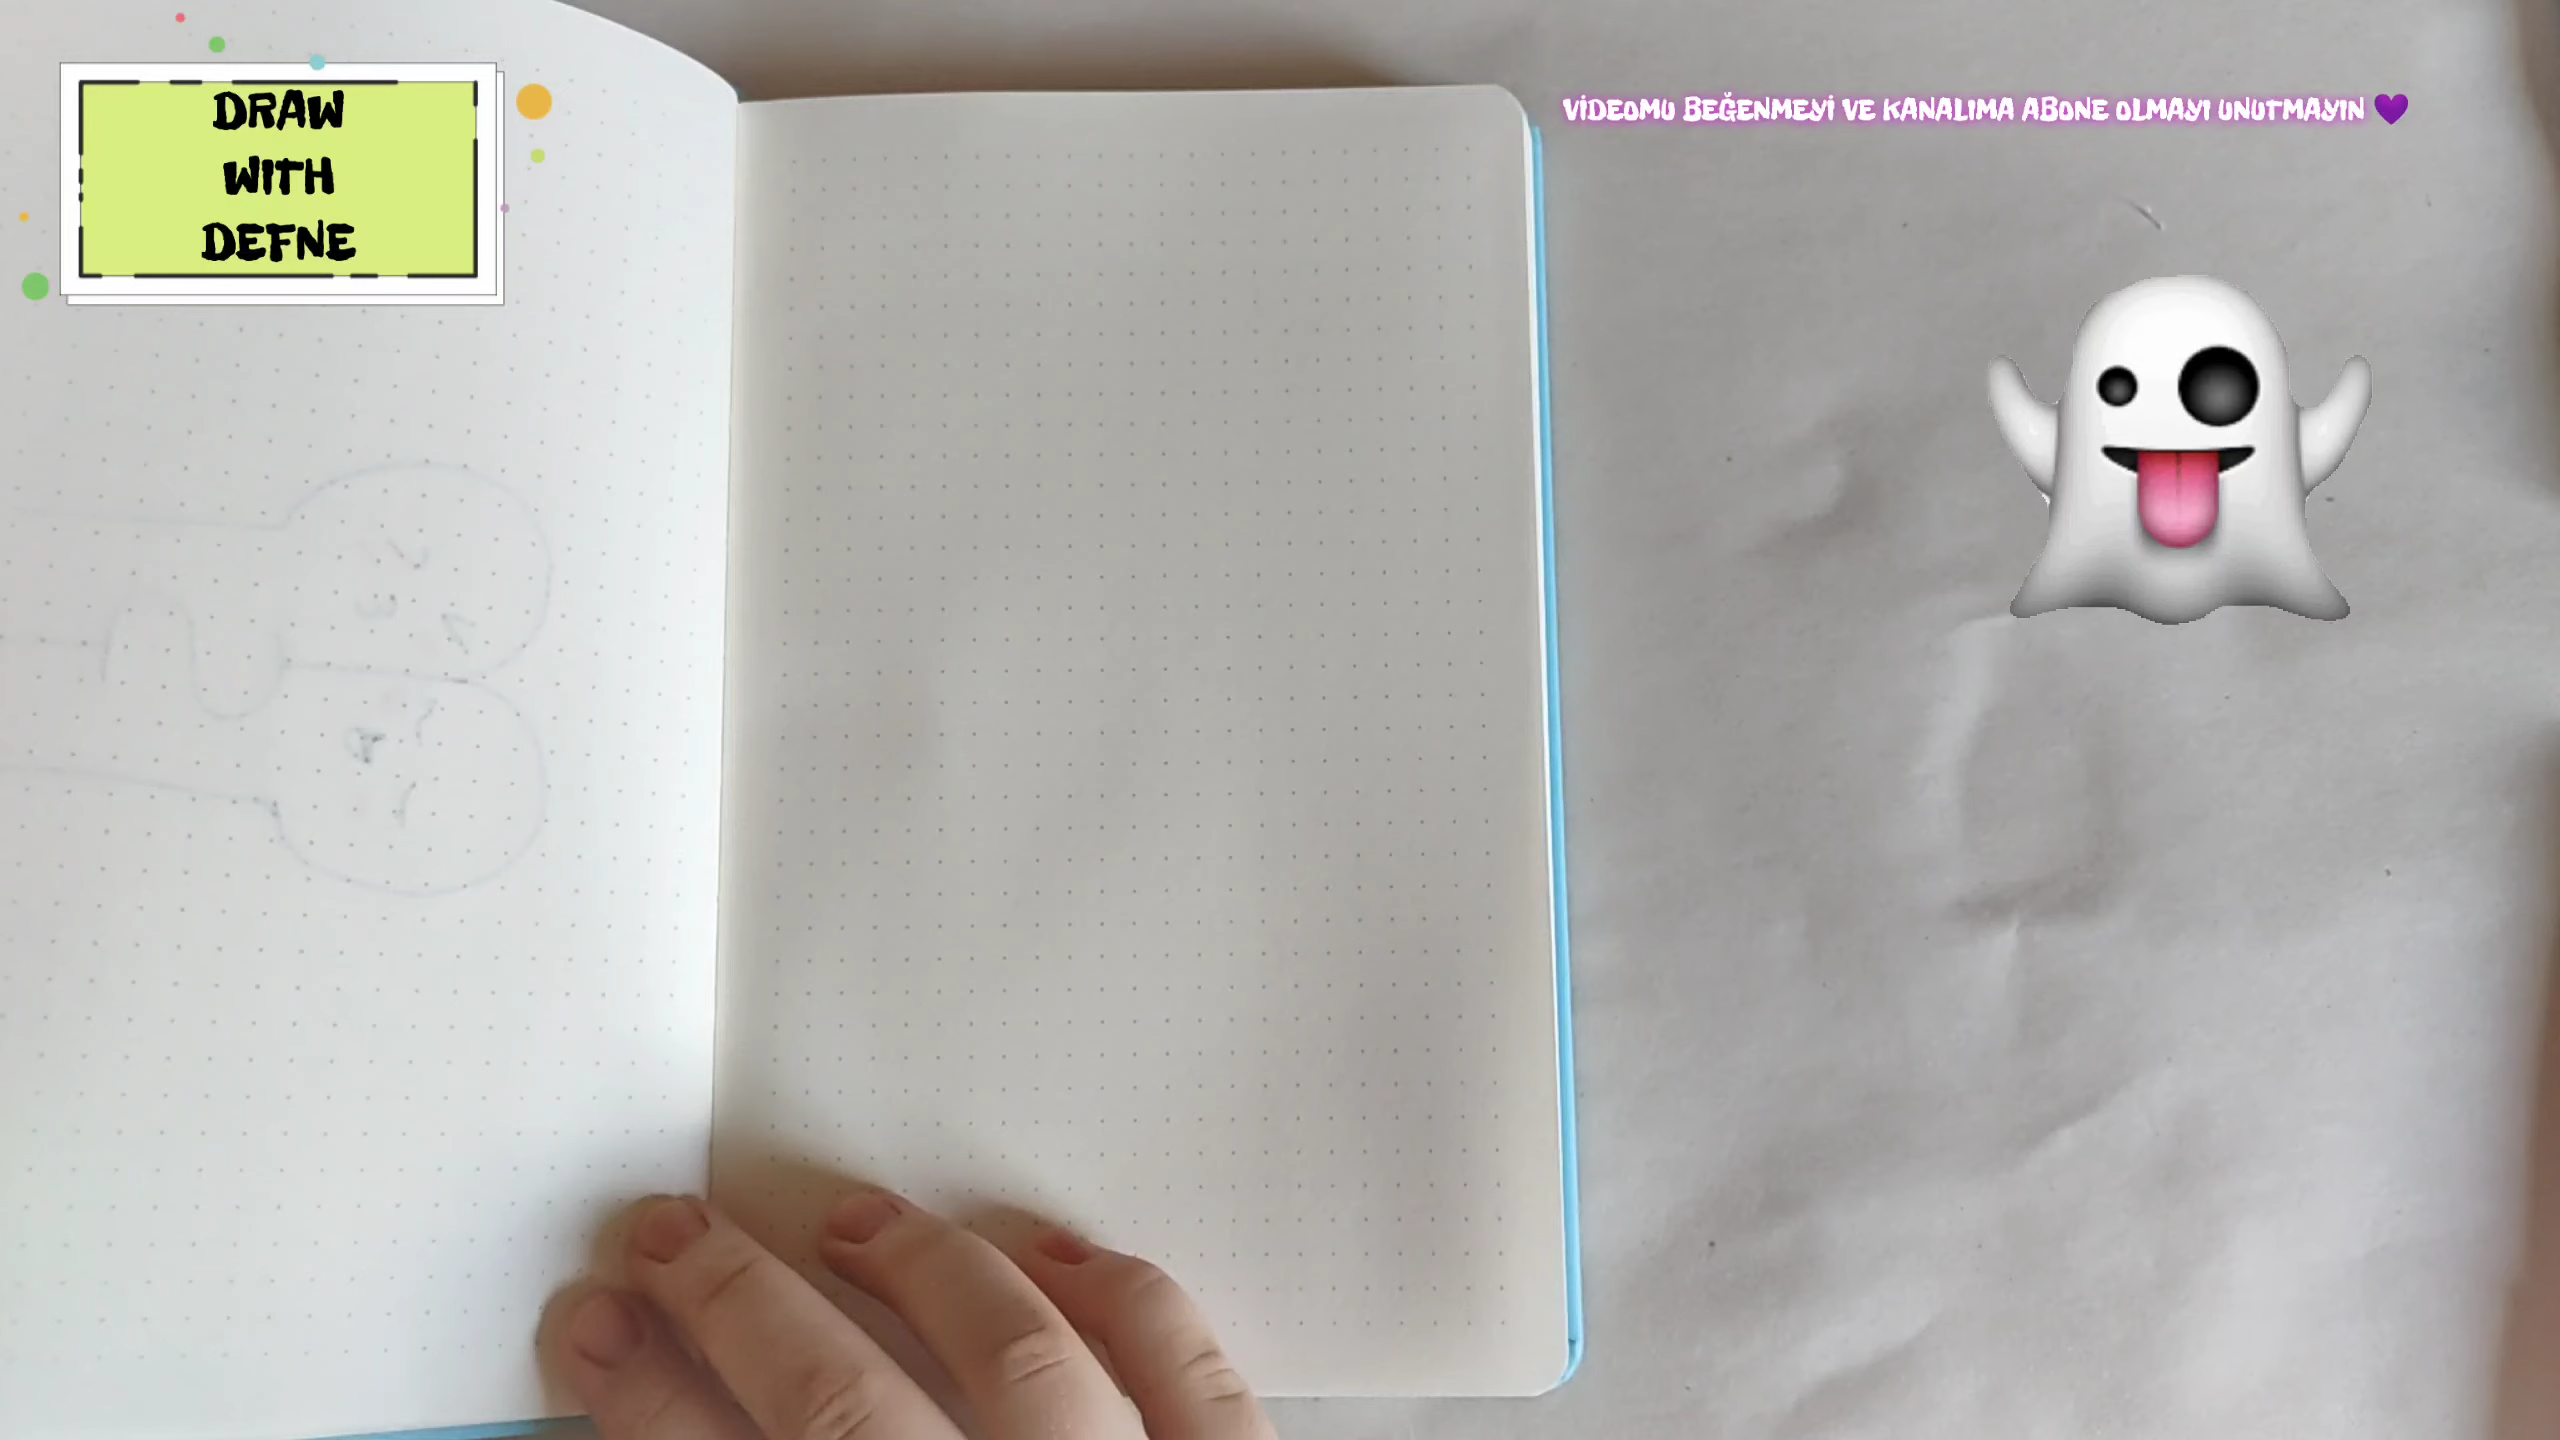 DRAW
WITH
DEFNE
VİDEOMU BEĞENMEYİ VE KANALIMA ABONE OLMAYI UNUTMAYIN 💜